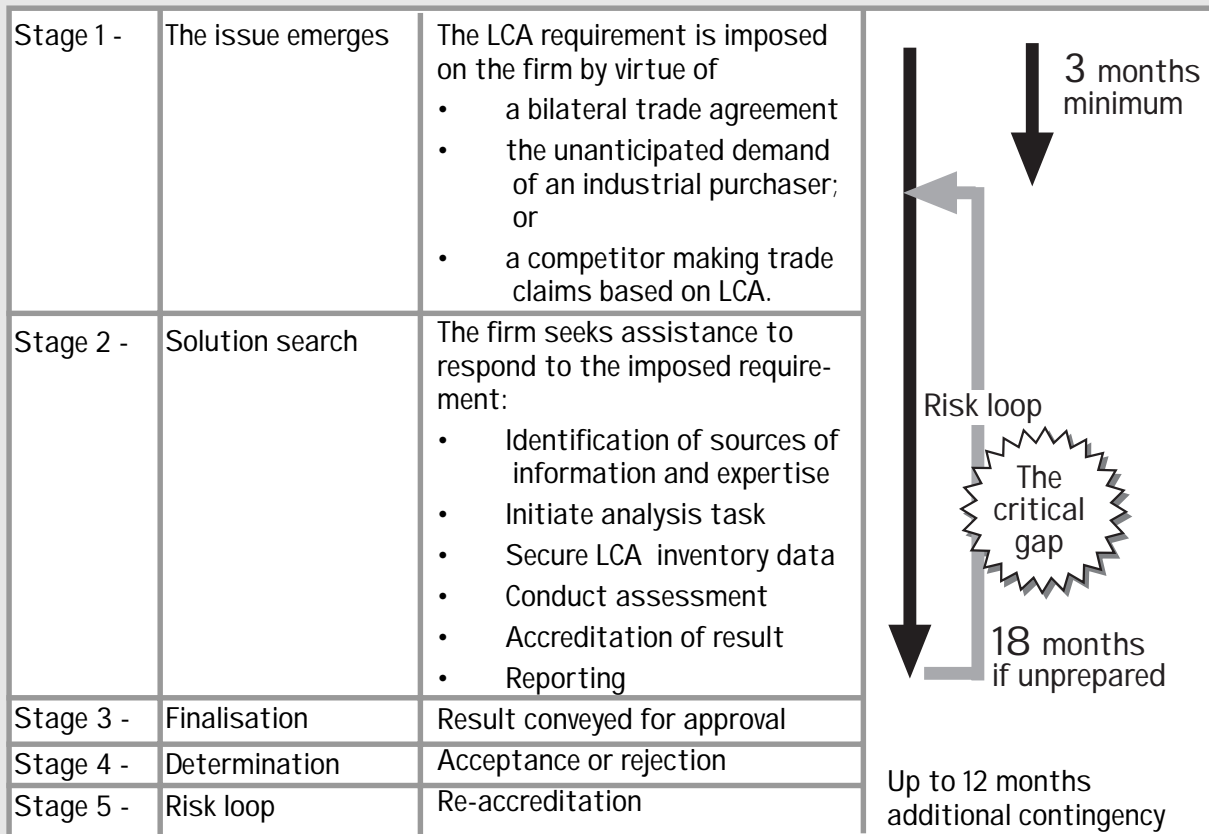 Stage 1 -
The issue emerges
The LCA requirement is imposed
on the firm by virtue of
• a bilateral trade agreement
• the unanticipated demand
of an industrial purchaser;
or
• a competitor making trade
claims based on LCA.
3 months
minimum
Stage 2 -
Solution search
The firm seeks assistance to
respond to the imposed require-
ment:
• Identification of sources of
information and expertise
• Initiate analysis task
• Secure LCA inventory data
• Conduct assessment
• Accreditation of result
• Reporting
Risk loop
The
critical
gap
18 months
if unprepared
Stage 3 -
Finalisation
Result conveyed for approval
Stage 4 -
Determination
Acceptance or rejection
Stage 5 -
Risk loop
Re-accreditation
Up to 12 months
additional contingency